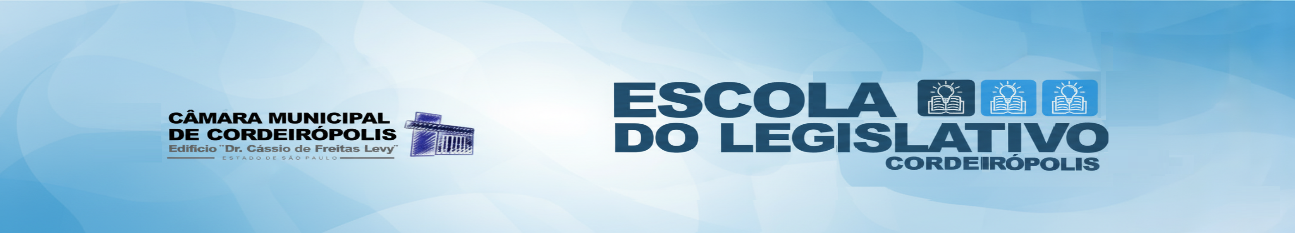 CÂMARA MUNICIPAL
DE CORDEIRÓPOLIS
Edifício "Dr. Cássio de Freitas Levy"
ESTADO DE SÃO PAULO
ESCOLA
DO LEGISLATIVO
CORDEIRÓPOLIS